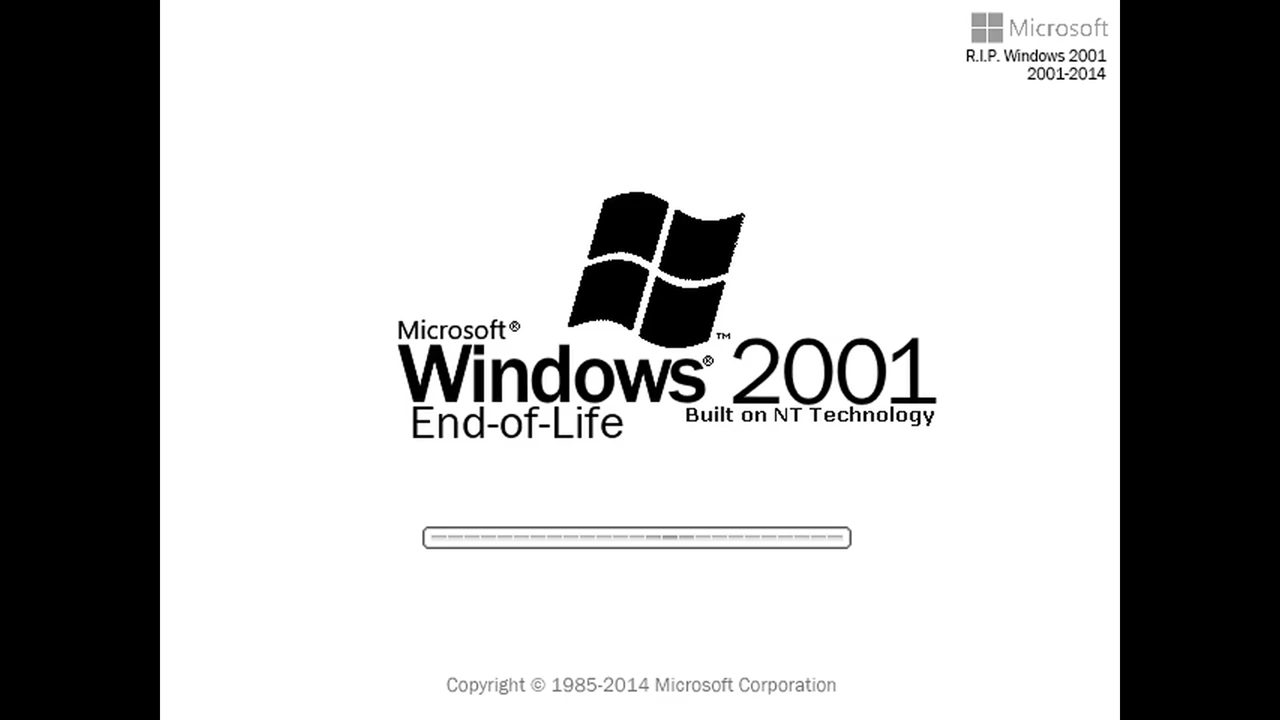 Microsoft
R.I.P. Windows 2001
2001-2014
Microsoft®
™
Windows® 2001
End-of-Life
Built on NT Technology
Copyright © 1985-2014 Microsoft Corporation